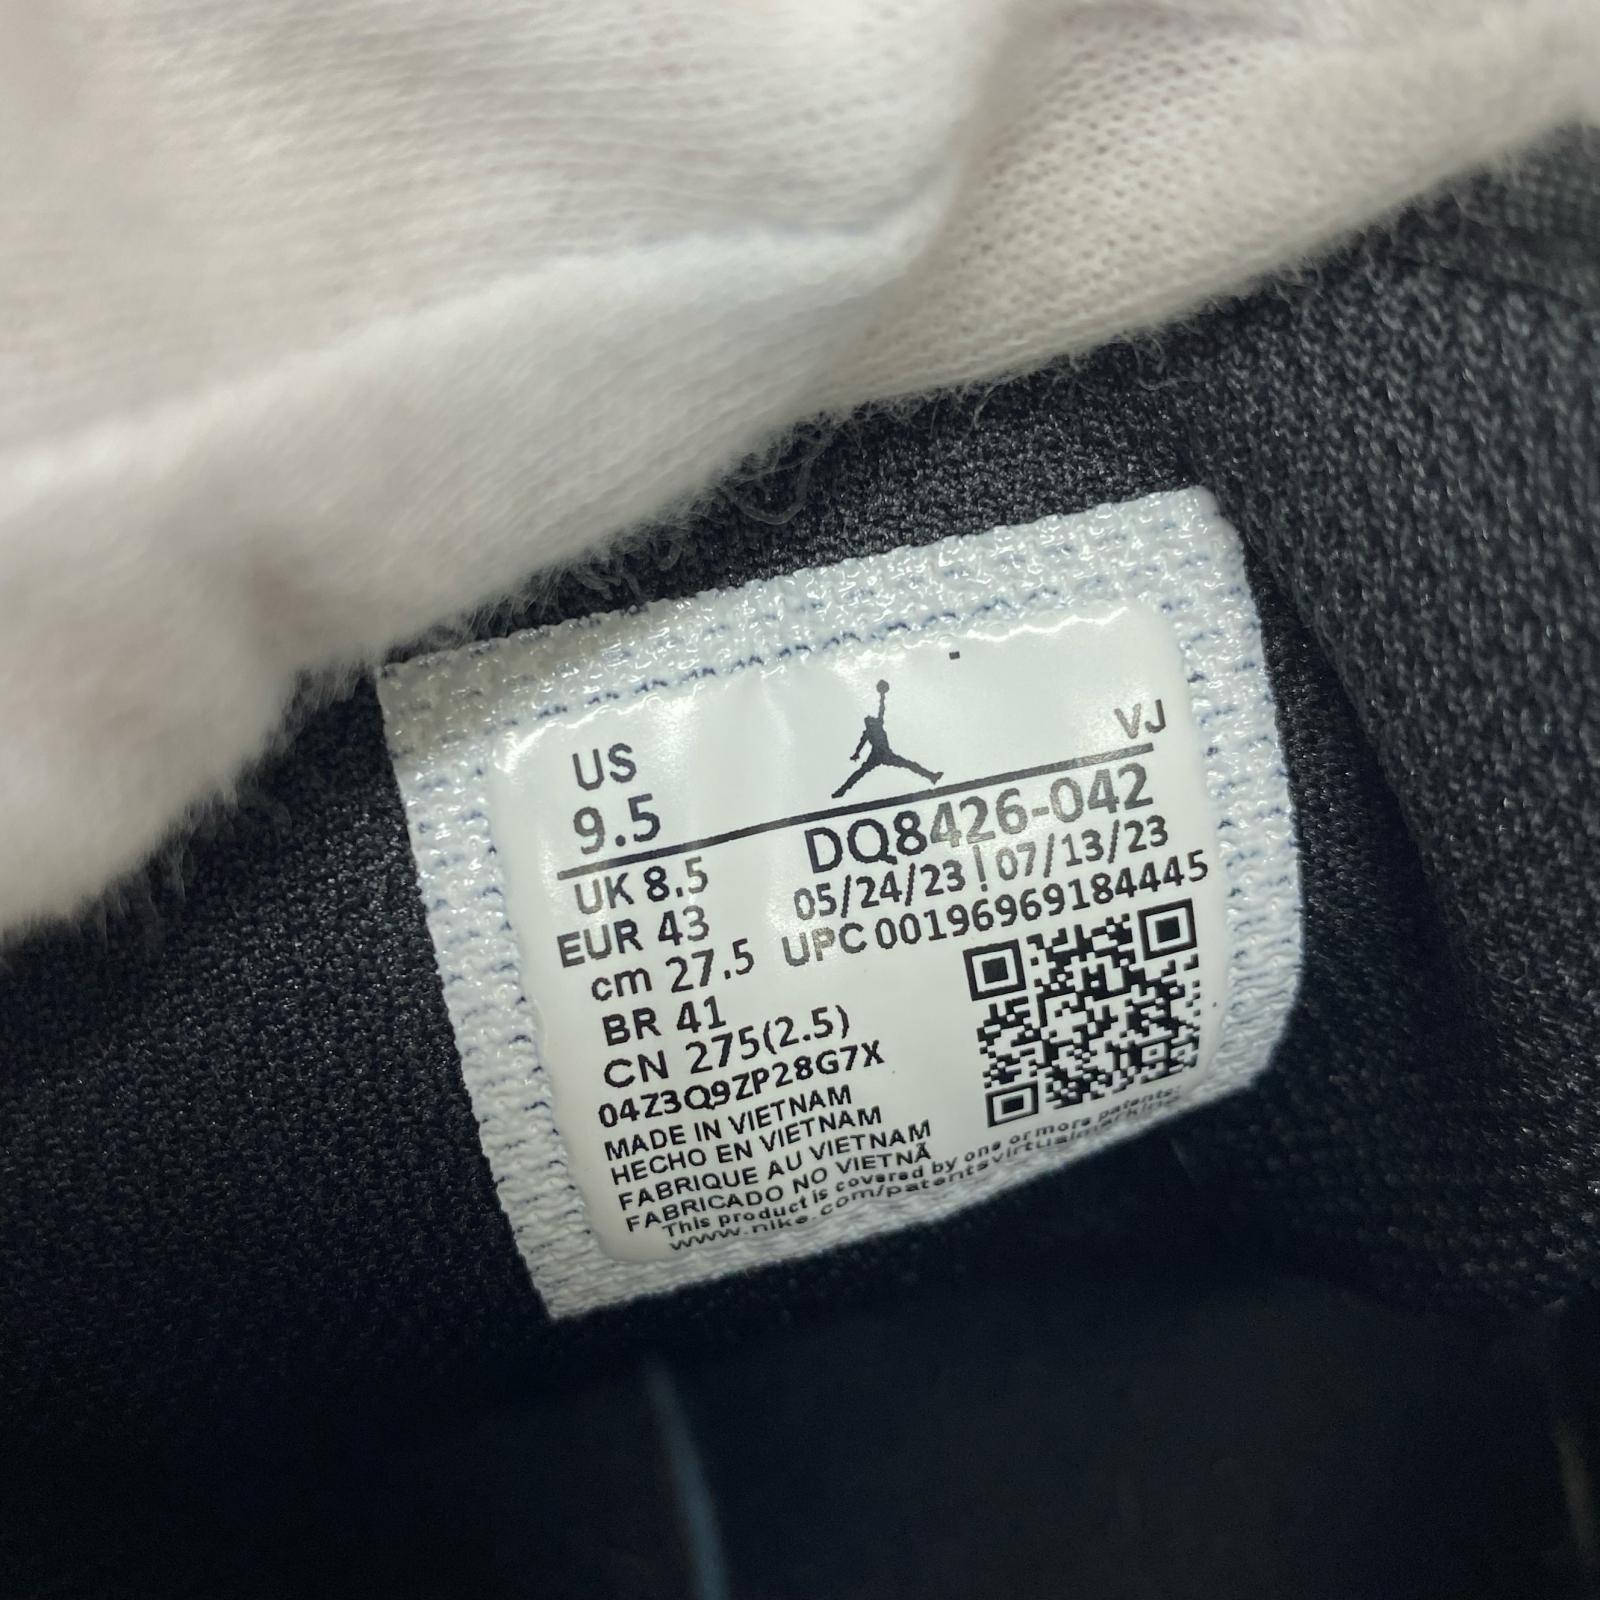 US
9.5
VJ
UK 8.5
EUR 43
cm 27.5
BR 41
CN 275(2.5)
DQ8426-042
05/24/23 | 07/13/23
UPC 00196969184445
04Z3Q9ZP28G7X
MADE IN VIETNAM
HECHO EN VIETNAM
FABRIQUE AU VIETNAM
FABRICADO NO VIETNÃ
This product is covered by one or more patents:
www.nike.com/patentsvirtualmarking